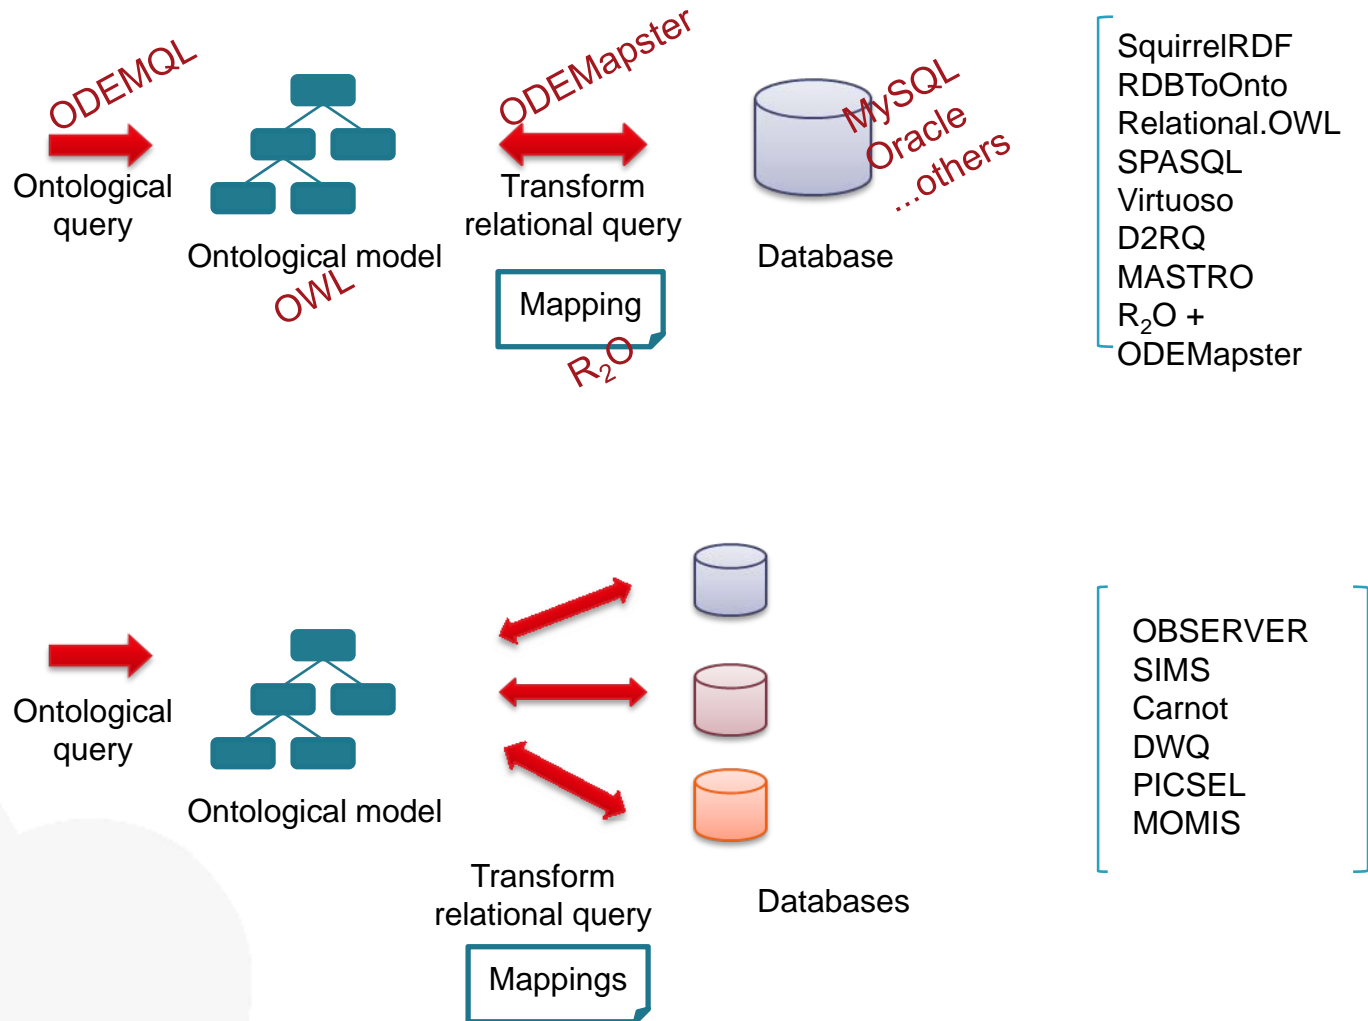 ODEMQL
Ontological
query
Ontological model
OWL
ODEMapster
Transform
relational query
Mapping
R₂O
MySQL
Oracle
...others
Database
SquirrelRDF
RDBToOnto
Relational.OWL
SPASQL
Virtuoso
D2RQ
MASTRO
R₂O +
ODEMapster
Ontological
query
Ontological model
Transform
relational query
Mappings
Databases
OBSERVER
SIMS
Carnot
DWQ
PICSEL
MOMIS